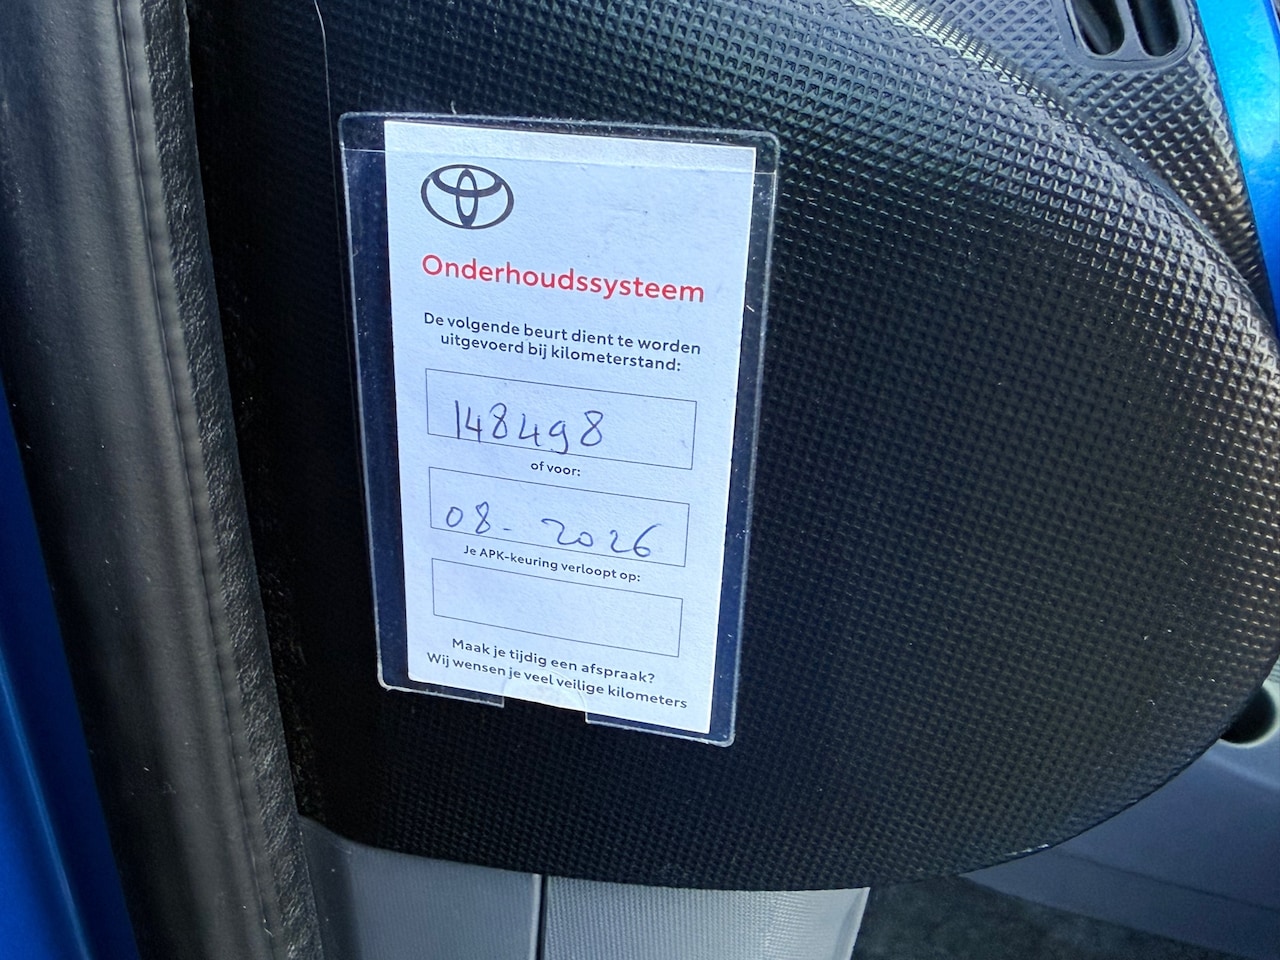 Onderhoudssysteem
De volgende beurt dient te worden
uitgevoerd bij kilometerstand:
148498
of voor:
08- 2026
Je APK-keuring verloopt op:
Maak je tijdig een afspraak?
Wij wensen je veel veilige kilometers